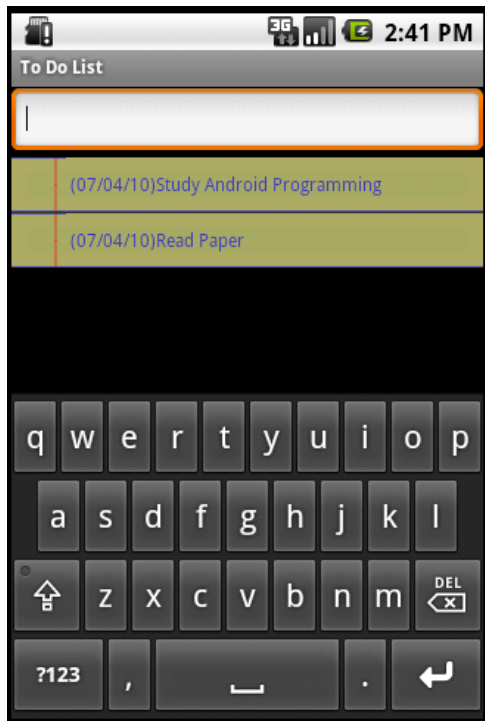 3G 2:41 PM
To Do List
(07/04/10)Study Android Programming
(07/04/10)Read Paper
q w e r t y u i o p
a s d f g h j k l
z x c v b n m DEL
?123 , .